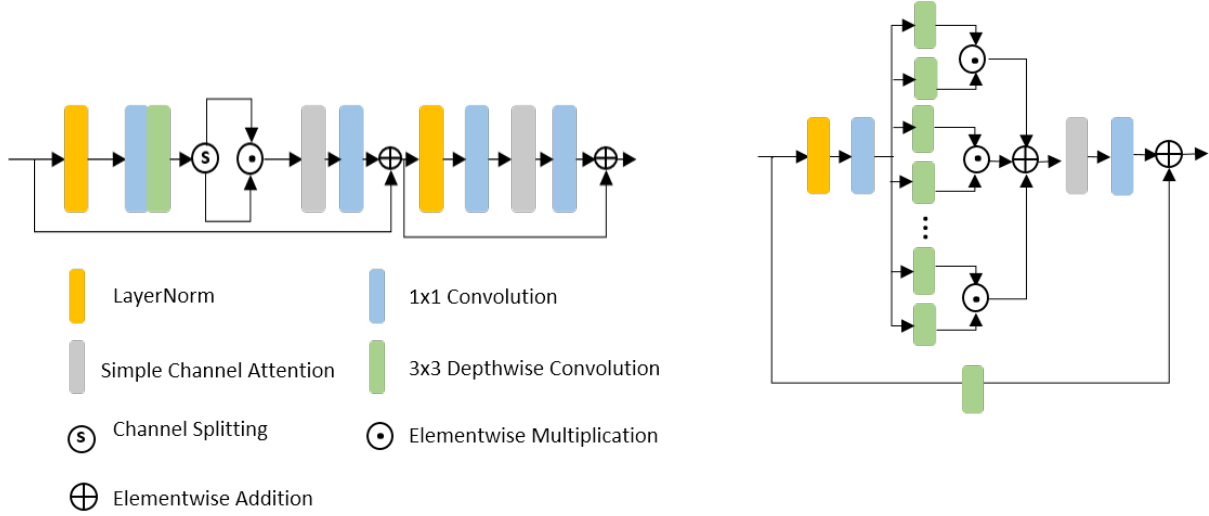 S
LayerNorm
1x1 Convolution
Simple Channel Attention
3x3 Depthwise Convolution
S
Channel Splitting
Elementwise Multiplication
Elementwise Addition